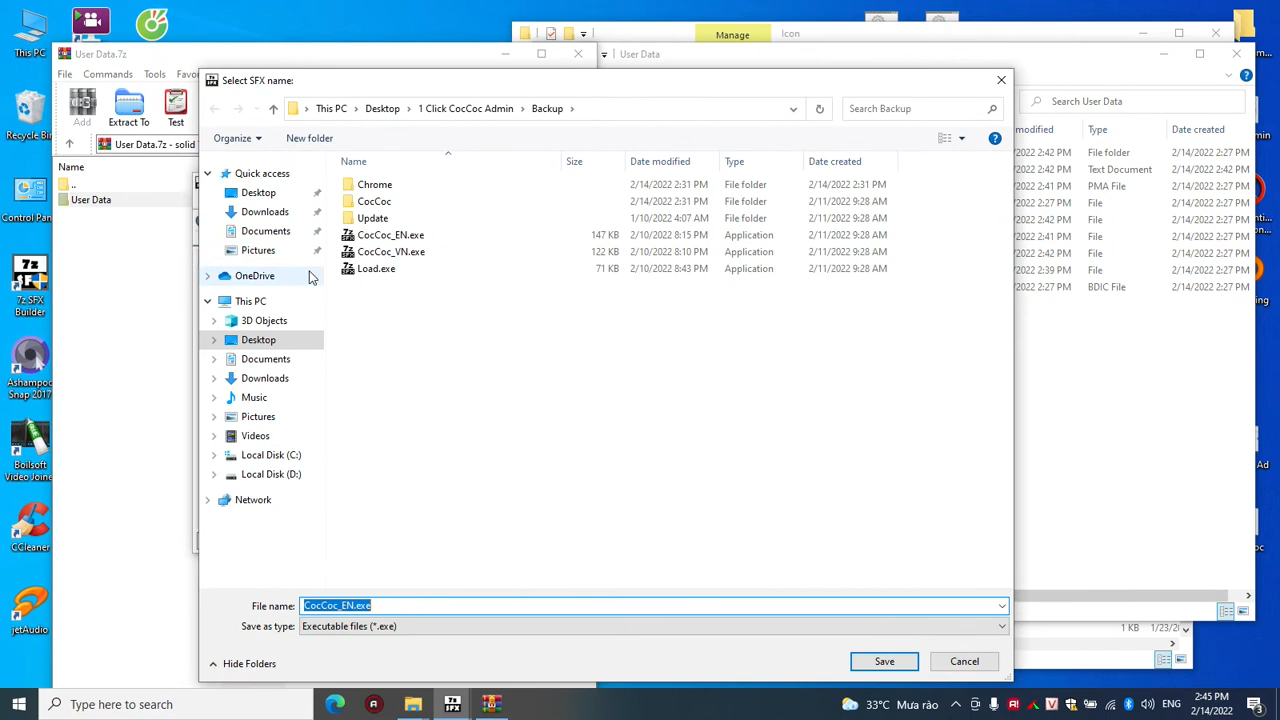 This PC
Recycle Bin
Control Pan
7z SFX
Builder
Ashampoo
Snap 2017
Boilsoft
Video Joiner
CCleaner
jetAudio
User Data.7z
File
Commands
Tools
Favor
Add
Extract To
Test
User Data.7z - solid
Name
..
User Data
Manage
Icon
User Data
Search User Data
modified
Type
Date created
2022 2:42 PM
File folder
2/14/2022 2:27 PM
2022 2:42 PM
Text Document
2/14/2022 2:27 PM
2022 2:41 PM
PMA File
2/14/2022 2:27 PM
2022 2:42 PM
File
2/14/2022 2:27 PM
2022 2:41 PM
File
2/14/2022 2:27 PM
2022 2:42 PM
File
2/14/2022 2:27 PM
2022 2:39 PM
File
2/14/2022 2:27 PM
2022 2:27 PM
BDIC File
2/14/2022 2:27 PM
1 KB
1/23/20
Select SFX name:
This PC
Desktop
1 Click CocCoc Admin
Backup
Search Backup
Organize
New folder
Quick access
Desktop
Downloads
Documents
Pictures
OneDrive
This PC
3D Objects
Desktop
Documents
Downloads
Music
Pictures
Videos
Local Disk (C:)
Local Disk (D:)
Network
Name
Size
Date modified
Type
Date created
Chrome
2/14/2022 2:31 PM
File folder
2/14/2022 2:31 PM
CocCoc
2/14/2022 2:31 PM
File folder
2/11/2022 9:28 AM
Update
1/10/2022 4:07 AM
File folder
2/11/2022 9:28 AM
CocCoc_EN.exe
147 KB
2/10/2022 8:15 PM
Application
2/11/2022 9:28 AM
CocCoc_VN.exe
122 KB
2/10/2022 8:10 PM
Application
2/11/2022 9:28 AM
Load.exe
71 KB
2/10/2022 8:43 PM
Application
2/11/2022 9:28 AM
File name:
CocCoc_EN.exe
Save as type:
Executable files (*.exe)
Hide Folders
Save
Cancel
Type here to search
33°C Mưa rào
ENG
2:45 PM
2/14/2022